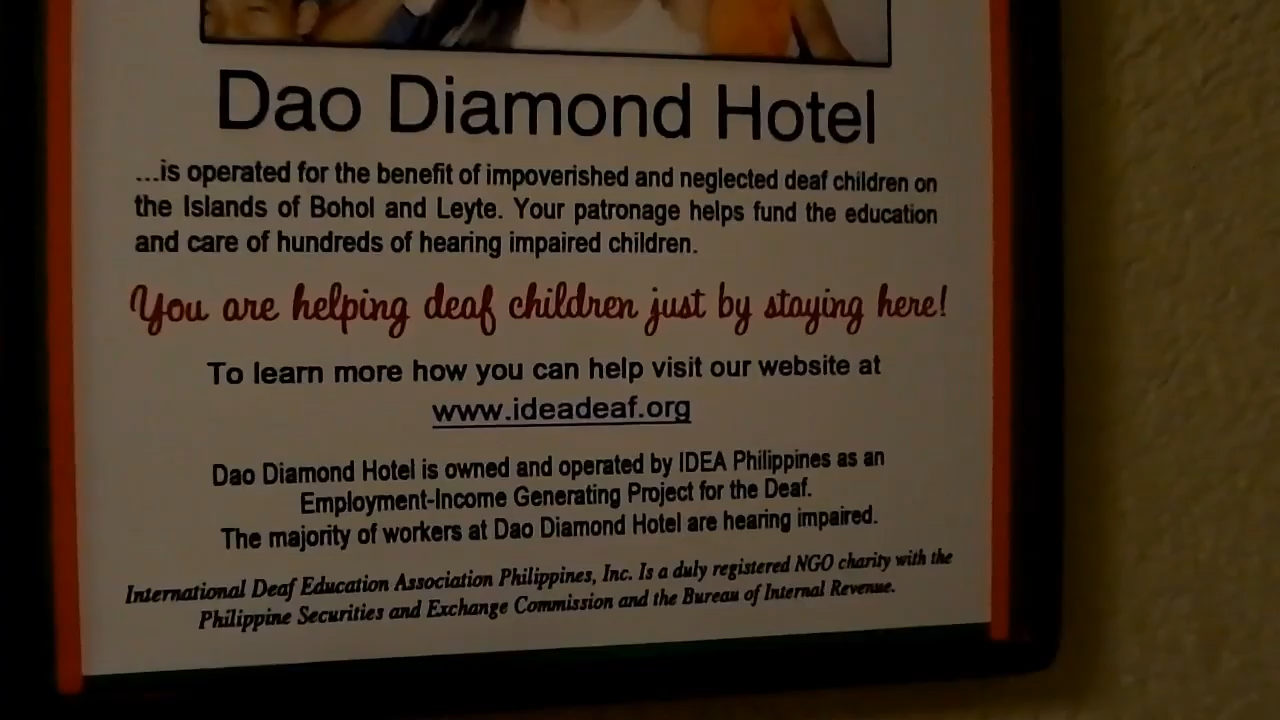 Dao Diamond Hotel
...is operated for the benefit of impoverished and neglected deaf children on
the Islands of Bohol and Leyte. Your patronage helps fund the education
and care of hundreds of hearing impaired children.
You are helping deaf children just by staying here!
To learn more how you can help visit our website at
www.ideadeaf.org
Dao Diamond Hotel is owned and operated by IDEA Philippines as an
Employment-Income Generating Project for the Deaf.
The majority of workers at Dao Diamond Hotel are hearing impaired.
International Deaf Education Association Philippines, Inc. Is a duly registered NGO charity with the
Philippine Securities and Exchange Commission and the Bureau of Internal Revenue.